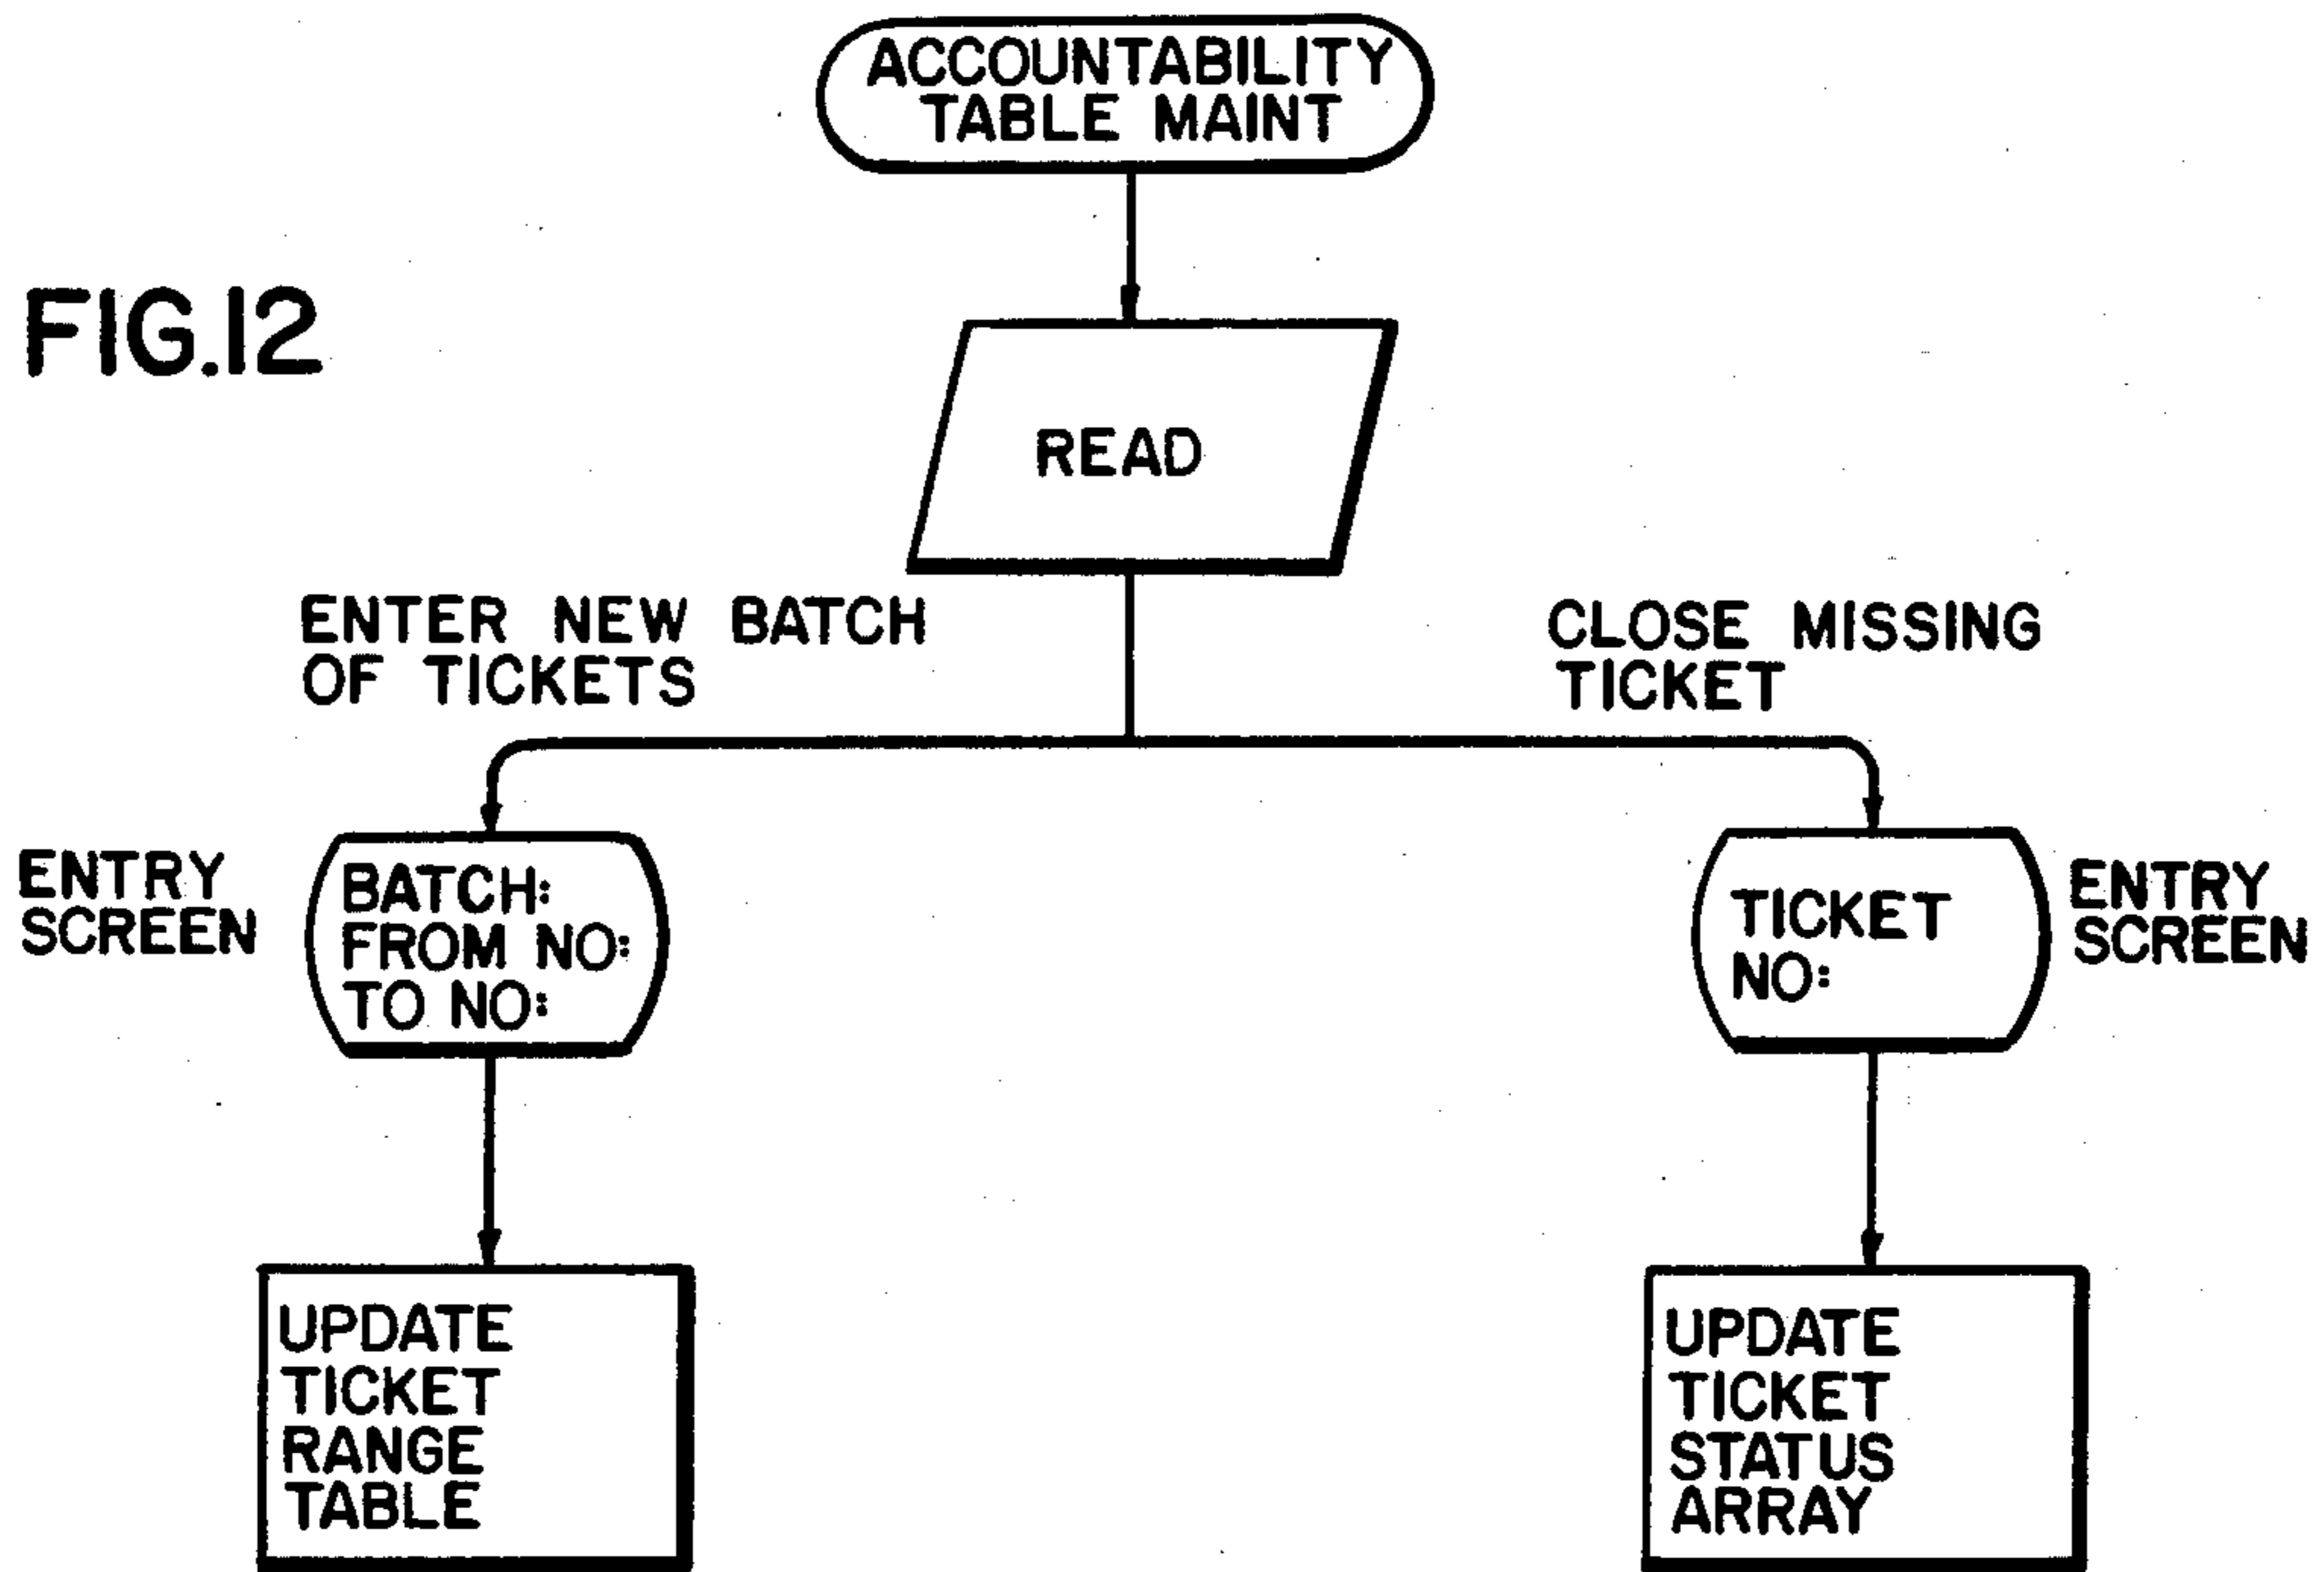 ACCOUNTABILITY
TABLE MAINT
FIG.12
READ
ENTER NEW BATCH
OF TICKETS
CLOSE MISSING
TICKET
ENTRY
SCREEN
BATCH:
FROM NO:
TO NO:
TICKET
NO:
ENTRY
SCREEN
UPDATE
TICKET
RANGE
TABLE
UPDATE
TICKET
STATUS
ARRAY